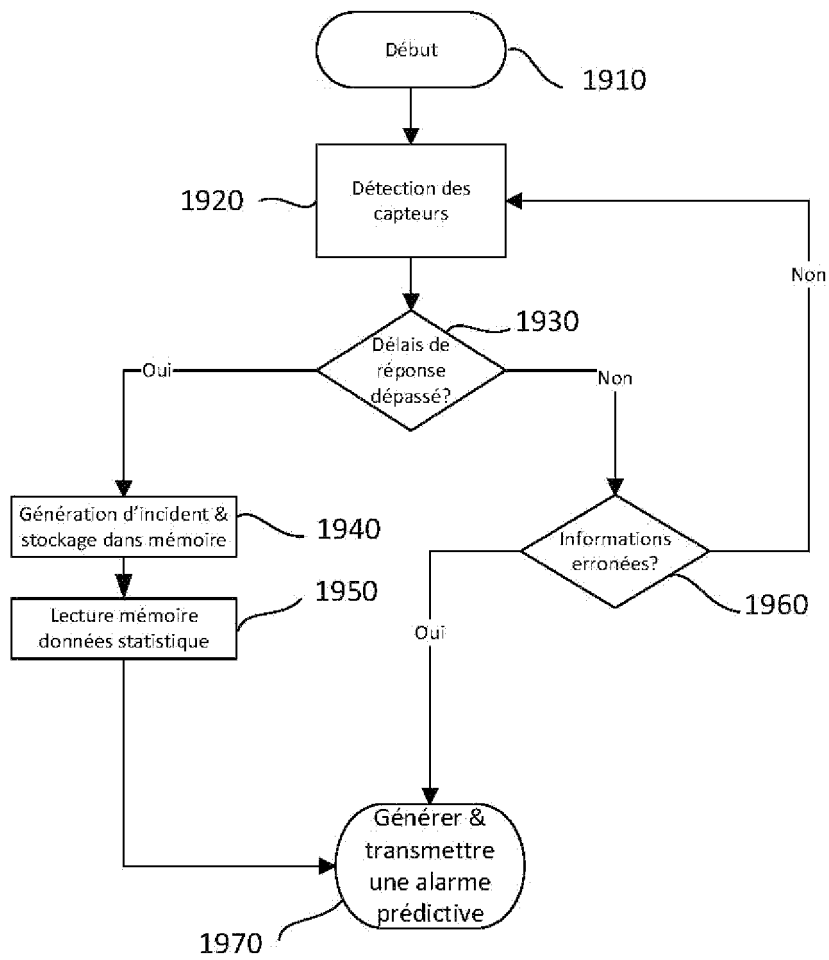 Début
1910
1920
Détection des
capteurs
Non
1930
Délais de
réponse
dépassé?
Oui
Non
Génération d'incident &
stockage dans mémoire
1940
Informations
erronées?
1950
Lecture mémoire
données statistique
1960
Oui
Générer &
transmettre
une alarme
prédictive
1970